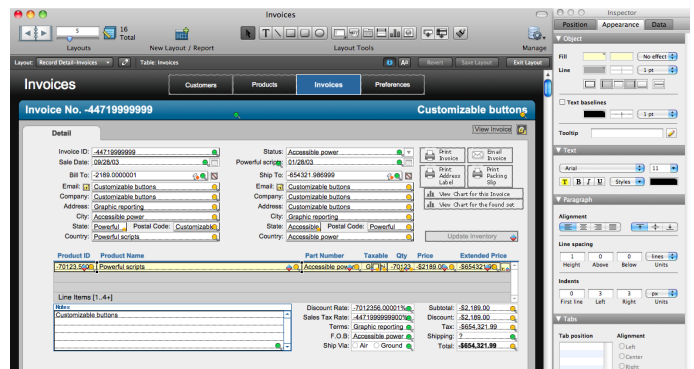 Invoices
Inspector
5
16
Total
Layouts
New Layout / Report
Layout Tools
Manage
Position
Appearance
Data
Layout: Record Detail-Invoices
Table: Invoices
Revert
Save Layout
Exit Layout
Invoices
Customers
Products
Invoices
Preferences
Invoice No. -44719999999
Customizable buttons
View Invoice
Detail
Invoice ID: -44719999999
Status: Accessible power
Print Invoice
Email Invoice
Sale Date: 09/28/03
Powerful scripts: 01/28/03
Bill To: -2189.0000001
Ship To: -654321.986999
Print Address Label
Print Packing Slip
Email: Customizable buttons
Email: Customizable buttons
Company: Customizable buttons
Company: Customizable buttons
View Chart for this Invoice
Address: Graphic reporting
Address: Customizable buttons
View Chart for the found set
City: Accessible power
City: Graphic reporting
State: Powerful Postal Code: Customizable
State: Accessible Postal Code: Powerful
Country: Powerful scripts
Country: Accessible power
Update Inventory
Product ID
Product Name
Part Number
Taxable
Qty
Price
Extended Price
Powerful scripts
Accessible power
-70123
-$2189.00
Line Items [1..4+]
Notes
Customizable buttons
Discount Rate: -7012356.00001%
Subtotal: -$2,189.00
Sales Tax Rate: -4471999999900%
Discount: -$2,189.00
Terms: Graphic reporting
Tax: -$654,321.99
F.O.B: Accessible power
Shipping: ?
Ship Via: Air Ground
Total: -$654,321.99
Object
Fill
No effect
Line
1 pt
Text baselines
1 pt
Tooltip
Text
Arial
11
T B I U Styles
Paragraph
Alignment
Line spacing
1 0 0 lines
Height Above Below Units
Indents
0 3 3 px
First line Left Right Units
Tabs
Tab position
Alignment
Left
Center
Right